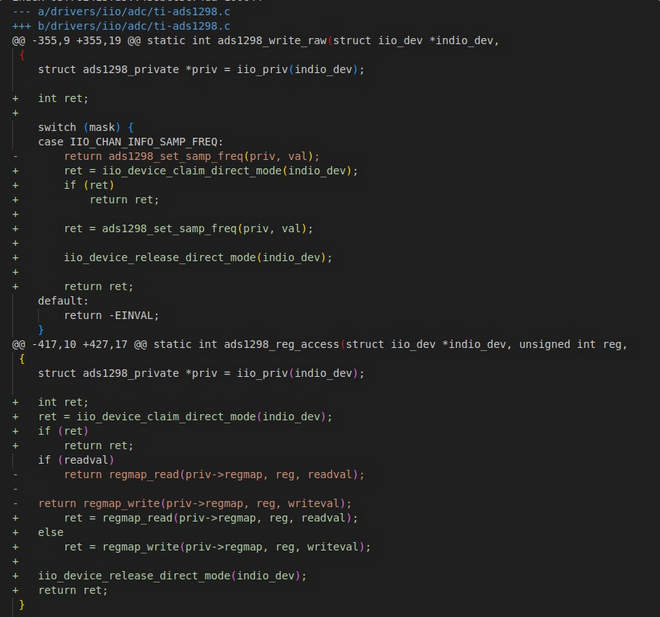 --- a/drivers/iio/adc/ti-ads1298.c
+++ b/drivers/iio/adc/ti-ads1298.c
@@ -355,9 +355,19 @@ static int ads1298_write_raw(struct iio_dev *indio_dev,
 {
    struct ads1298_private *priv = iio_priv(indio_dev);

+   int ret;
+
    switch (mask) {
    case IIO_CHAN_INFO_SAMP_FREQ:
-       return ads1298_set_samp_freq(priv, val);
+       ret = iio_device_claim_direct_mode(indio_dev);
+       if (ret)
+           return ret;
+
+       ret = ads1298_set_samp_freq(priv, val);
+
+       iio_device_release_direct_mode(indio_dev);
+
+       return ret;
    default:
        return -EINVAL;
    }
@@ -417,10 +427,17 @@ static int ads1298_reg_access(struct iio_dev *indio_dev, unsigned int reg,
 {
    struct ads1298_private *priv = iio_priv(indio_dev);

+   int ret;
+   ret = iio_device_claim_direct_mode(indio_dev);
+   if (ret)
+       return ret;
    if (readval)
-       return regmap_read(priv->regmap, reg, readval);
-
-   return regmap_write(priv->regmap, reg, writeval);
+       ret = regmap_read(priv->regmap, reg, readval);
+   else
+       ret = regmap_write(priv->regmap, reg, writeval);
+
+   iio_device_release_direct_mode(indio_dev);
+   return ret;
 }